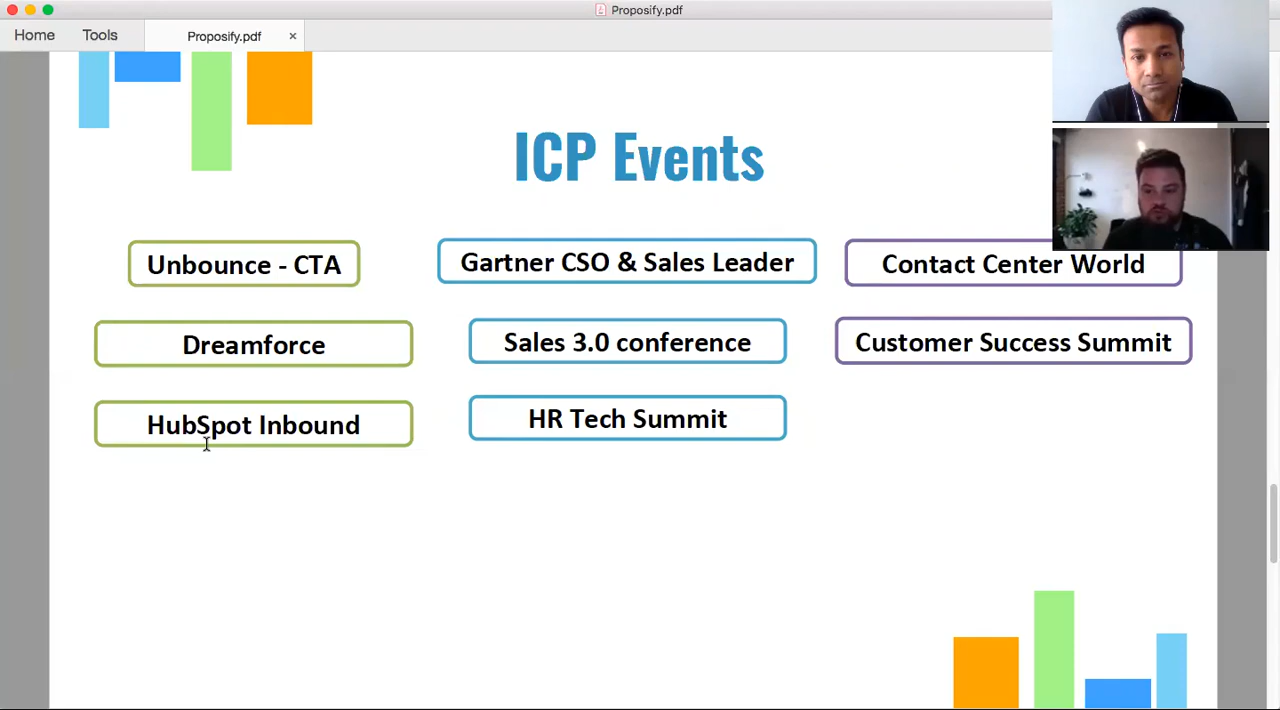 Proposify.pdf
Home
Tools
Proposify.pdf
×
ICP Events
Unbounce - CTA
Gartner CSO & Sales Leader
Contact Center World
Dreamforce
Sales 3.0 conference
Customer Success Summit
HubSpot Inbound
HR Tech Summit